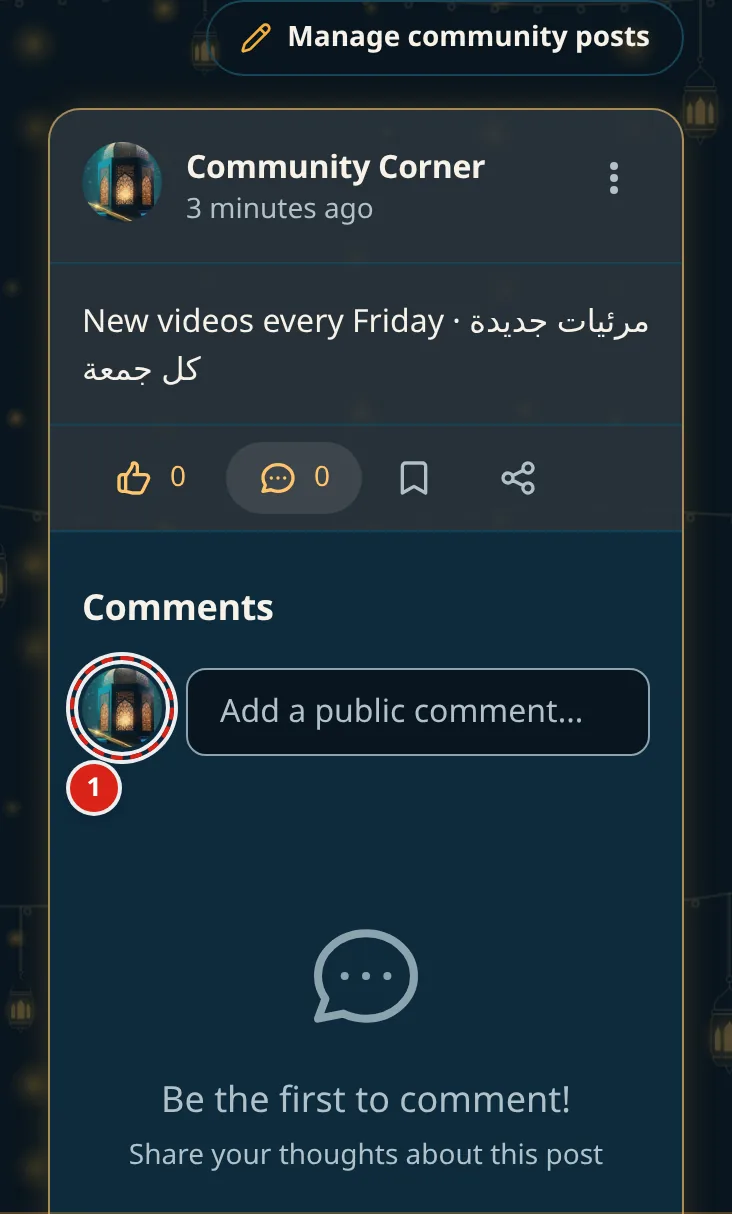 Manage community posts
Community Corner
3 minutes ago
New videos every Friday · مرئيات جديدة
كل جمعة
0 0
Comments
Add a public comment...
1
Be the first to comment!
Share your thoughts about this post